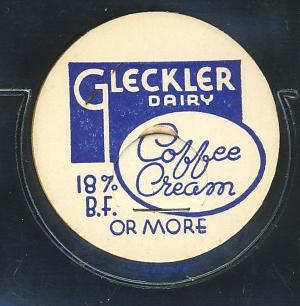 GLECKLER
DAIRY
Coffee
Cream
18%
B.F.
OR MORE